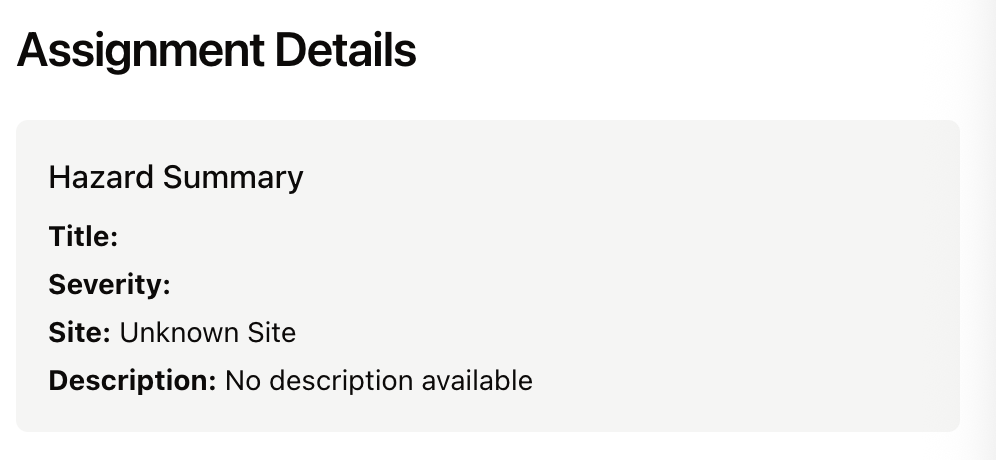 Assignment Details
Hazard Summary
Title:
Severity:
Site: Unknown Site
Description: No description available